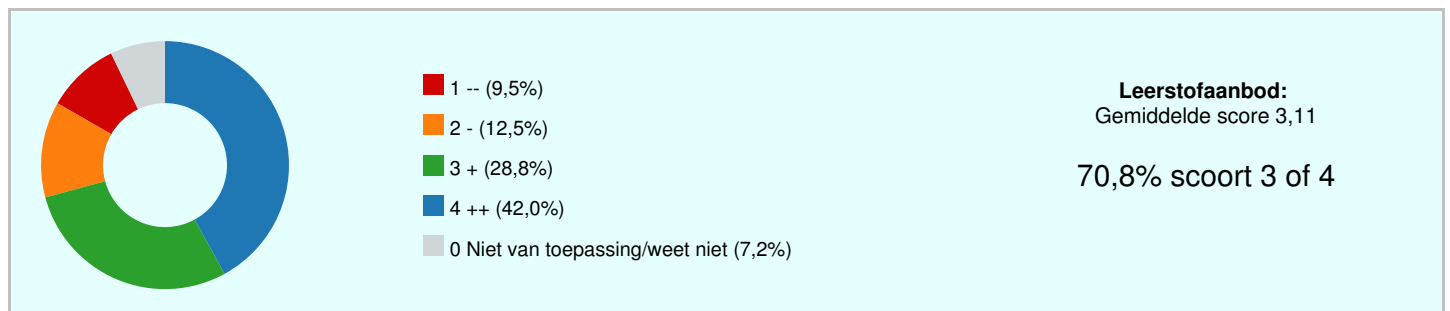 1 -- (9,5%)
2 - (12,5%)
3 + (28,8%)
4 ++ (42,0%)
0 Niet van toepassing/weet niet (7,2%)
Leerstofaanbod:
Gemiddelde score 3,11
70,8% scoort 3 of 4